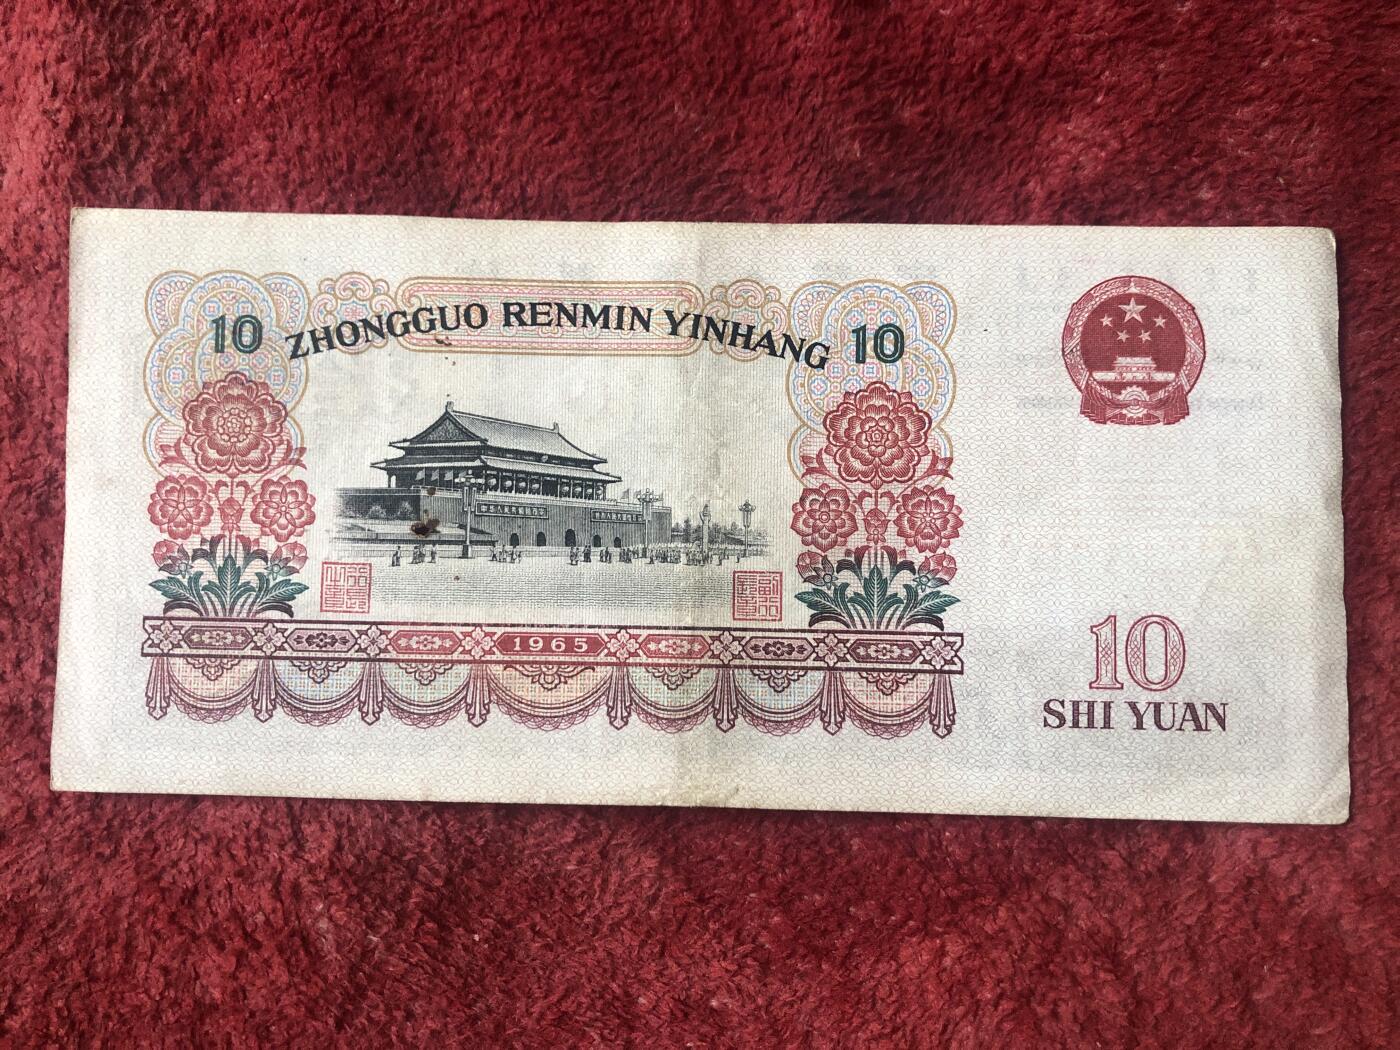 10 ZHONGGUO RENMIN YINHANG 10
1965
10
SHI YUAN